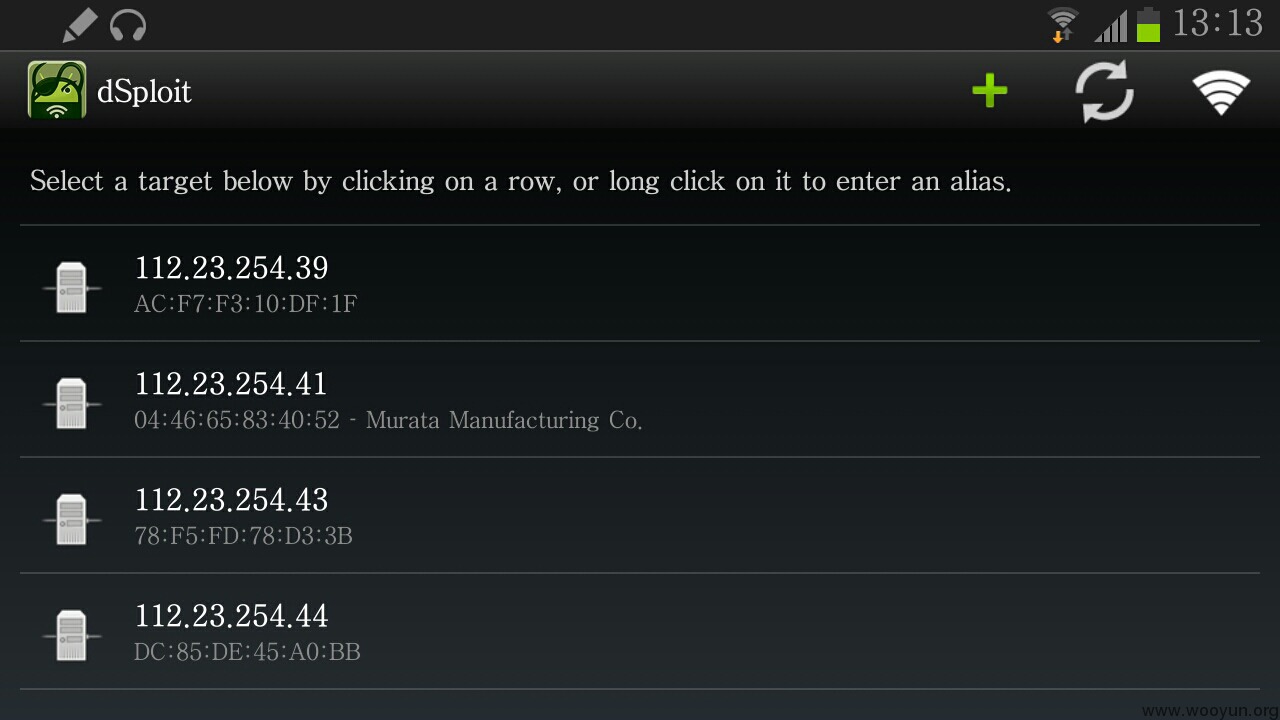 13:13
dSploit
Select a target below by clicking on a row, or long click on it to enter an alias.
112.23.254.39
AC:F7:F3:10:DF:1F
112.23.254.41
04:46:65:83:40:52 - Murata Manufacturing Co.
112.23.254.43
78:F5:FD:78:D3:3B
112.23.254.44
DC:85:DE:45:A0:BB
www.wooyun.org